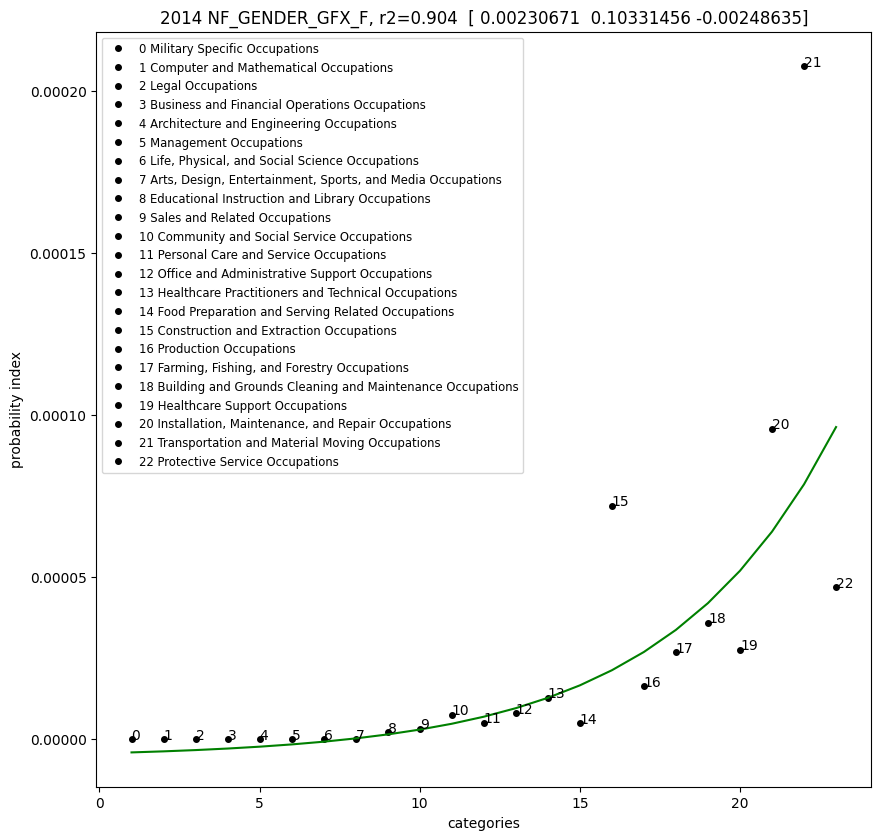 2014 NF_GENDER_GFX_F, r2=0.904  [ 0.00230671  0.10331456 -0.00248635]
0 Military Specific Occupations
1 Computer and Mathematical Occupations
2 Legal Occupations
3 Business and Financial Operations Occupations
4 Architecture and Engineering Occupations
5 Management Occupations
6 Life, Physical, and Social Science Occupations
7 Arts, Design, Entertainment, Sports, and Media Occupations
8 Educational Instruction and Library Occupations
9 Sales and Related Occupations
10 Community and Social Service Occupations
11 Personal Care and Service Occupations
12 Office and Administrative Support Occupations
13 Healthcare Practitioners and Technical Occupations
14 Food Preparation and Serving Related Occupations
15 Construction and Extraction Occupations
16 Production Occupations
17 Farming, Fishing, and Forestry Occupations
18 Building and Grounds Cleaning and Maintenance Occupations
19 Healthcare Support Occupations
20 Installation, Maintenance, and Repair Occupations
21 Transportation and Material Moving Occupations
22 Protective Service Occupations
probability index
0.00020
0.00015
0.00010
0.00005
0.00000
0
1
2
3
4
5
6
7
8
9
10
11
12
13
14
15
16
17
18
19
20
21
22
0
5
10
15
20
categories